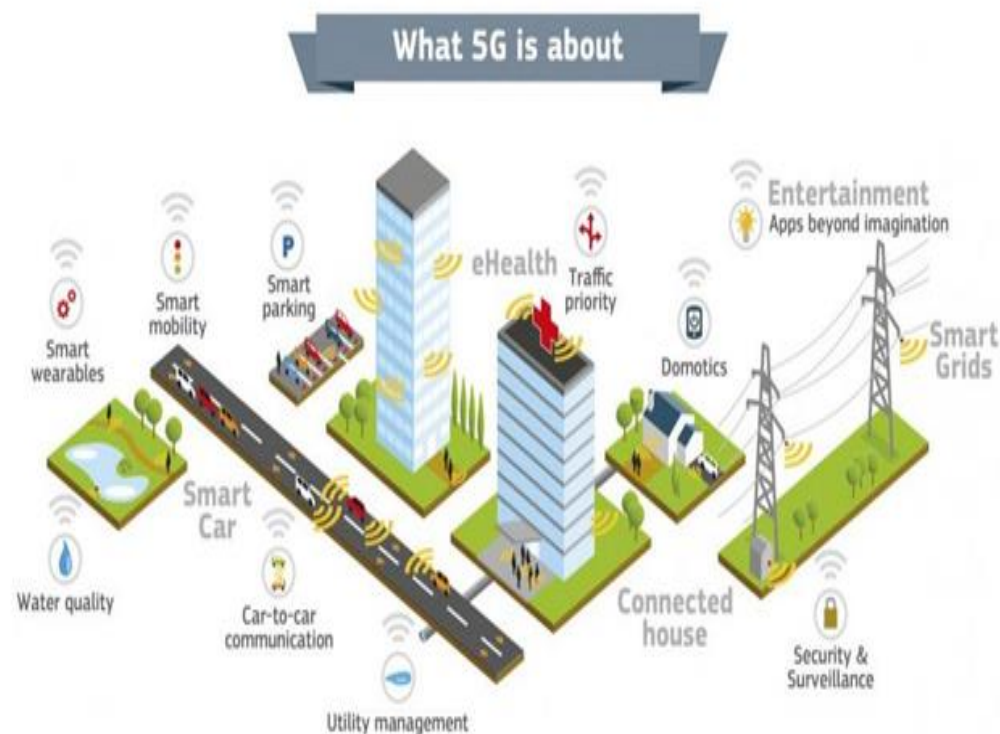 What 5G is about
Entertainment
Apps beyond imagination
eHealth
Traffic
priority
P
Smart
parking
Smart
mobility
Smart
wearables
Domotics
Smart
Grids
Smart
Car
Water quality
Car-to-car
communication
Connected
house
Security &
Surveillance
Utility management